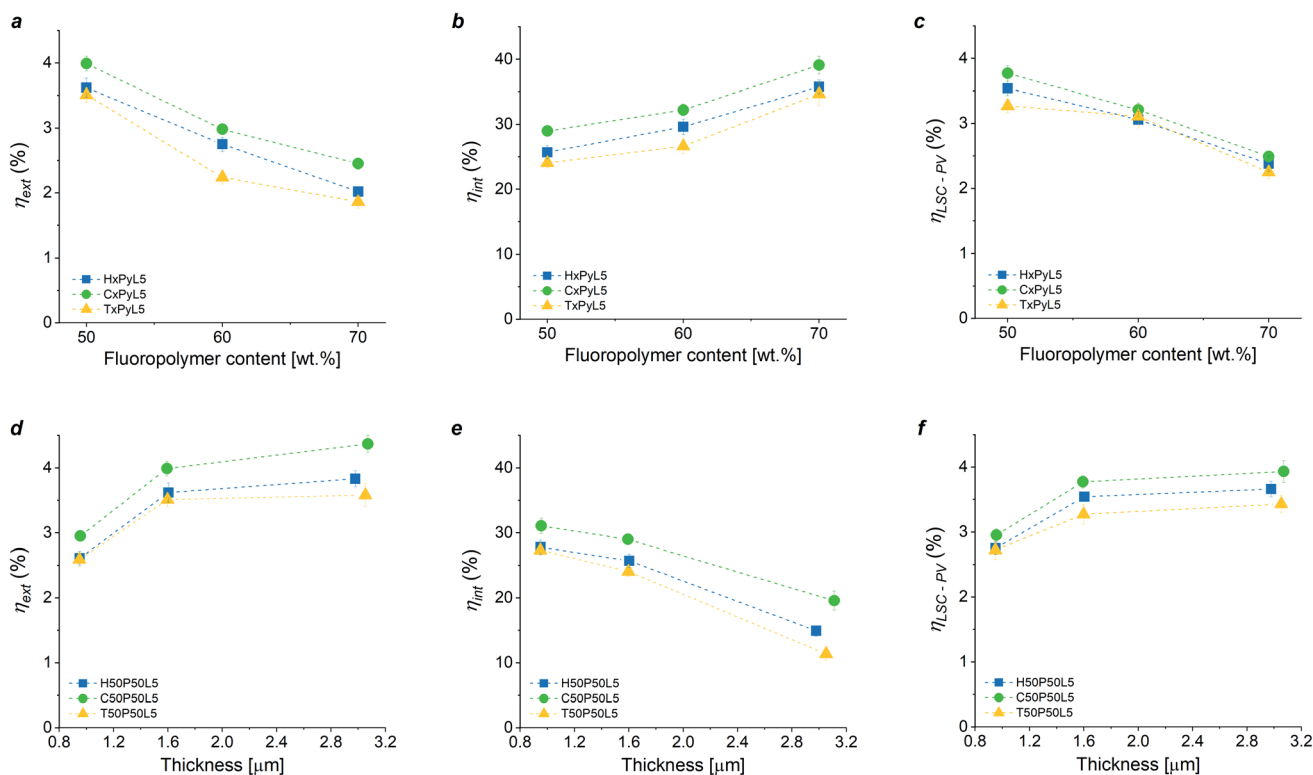 a
η_ext (%)
4
3
2
1
0
HxPyL5
CxPyL5
TxPyL5
50 60 70
Fluoropolymer content [wt.%]
b
η_int (%)
40
30
20
10
0
HxPyL5
CxPyL5
TxPyL5
50 60 70
Fluoropolymer content [wt.%]
c
η_LSC - PV (%)
4
3
2
1
0
HxPyL5
CxPyL5
TxPyL5
50 60 70
Fluoropolymer content [wt.%]
d
η_ext (%)
4
3
2
1
0
H50P50L5
C50P50L5
T50P50L5
0.8 1.2 1.6 2.0 2.4 2.8 3.2
Thickness [μm]
e
η_int (%)
40
30
20
10
0
H50P50L5
C50P50L5
T50P50L5
0.8 1.2 1.6 2.0 2.4 2.8 3.2
Thickness [μm]
f
η_LSC - PV (%)
4
3
2
1
0
H50P50L5
C50P50L5
T50P50L5
0.8 1.2 1.6 2.0 2.4 2.8 3.2
Thickness [μm]